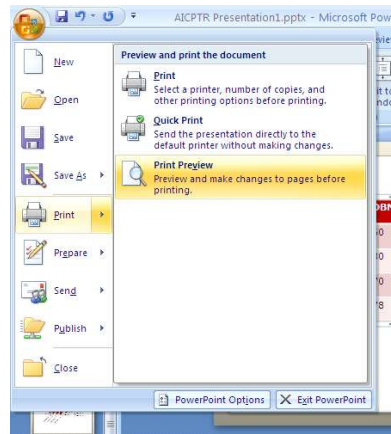 AICPTR Presentation1.pptx - Microsoft Pow
New
Open
Save
Save As
Print
Prepare
Send
Publish
Close
Preview and print the document
Print
Select a printer, number of copies, and
other printing options before printing.
Quick Print
Send the presentation directly to the
default printer without making changes.
Print Preview
Preview and make changes to pages before
printing.
PowerPoint Options
Exit PowerPoint